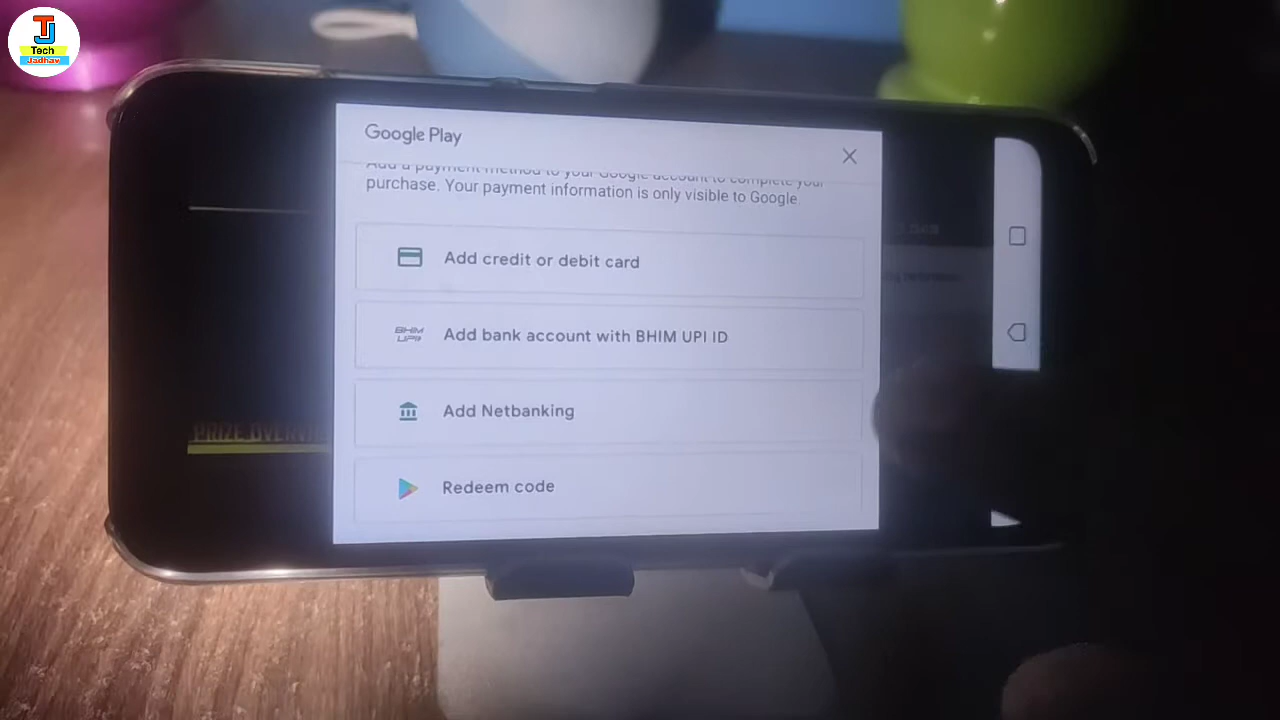 TJ
Tech
Jadhav
Google Play
Add a payment method to your Google account to complete your
purchase. Your payment information is only visible to Google.
Add credit or debit card
BHIM
UPI
Add bank account with BHIM UPI ID
Add Netbanking
PRIZE
Redeem code